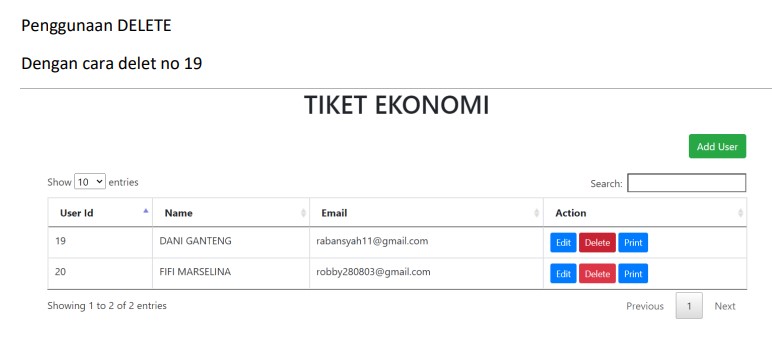 Penggunaan DELETE
Dengan cara delet no 19
TIKET EKONOMI
Add User
Show 10 entries
Search:
User Id Name Email Action
19 DANI GANTENG rabansyah11@gmail.com Edit Delete Print
20 FIFI MARSELINA robby280803@gmail.com Edit Delete Print
Showing 1 to 2 of 2 entries
Previous 1 Next